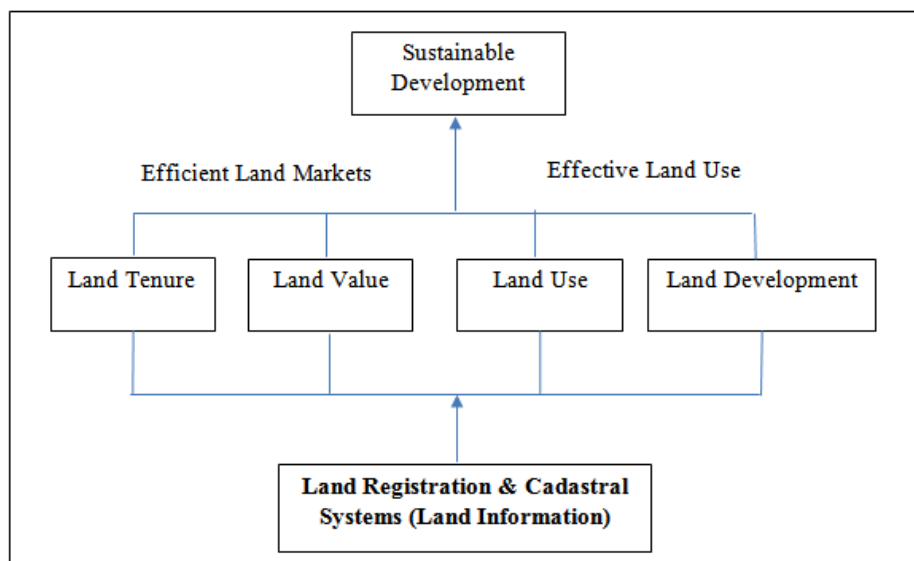 Sustainable
Development
Efficient Land Markets
Effective Land Use
Land Tenure
Land Value
Land Use
Land Development
Land Registration & Cadastral
Systems (Land Information)